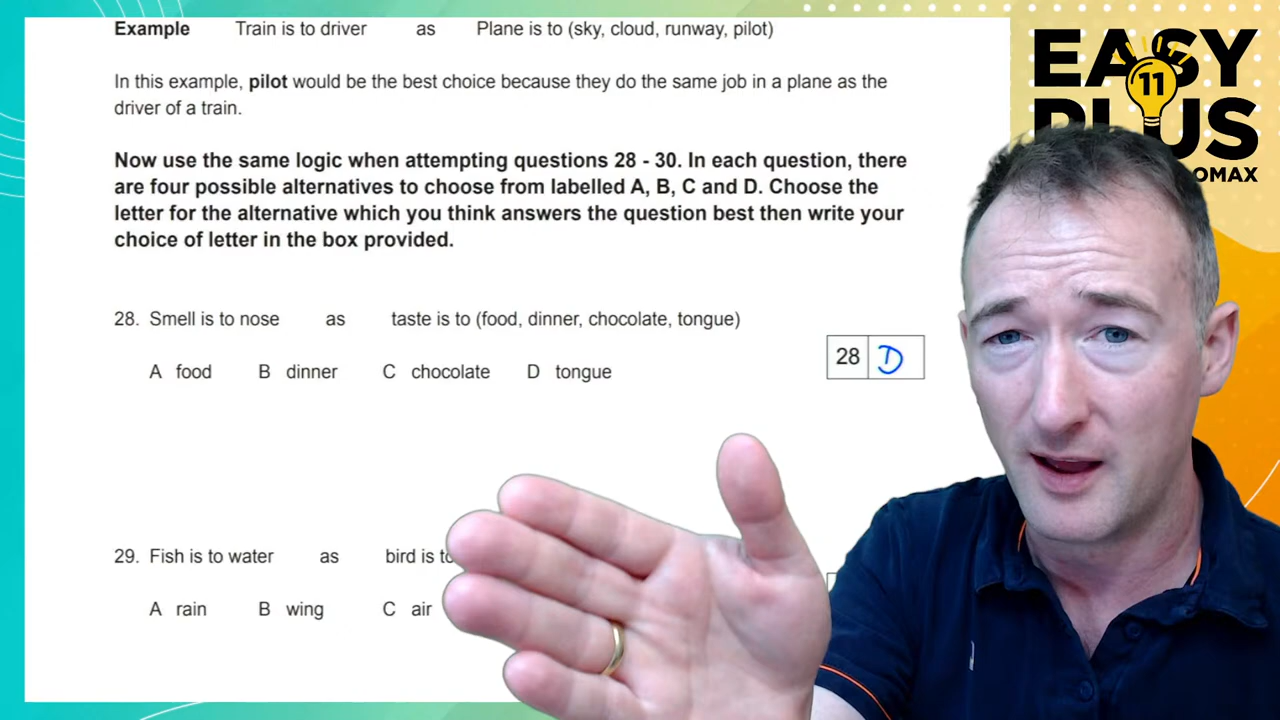 Example Train is to driver as Plane is to (sky, cloud, runway, pilot)
In this example, pilot would be the best choice because they do the same job in a plane as the
driver of a train.
Now use the same logic when attempting questions 28 - 30. In each question, there
are four possible alternatives to choose from labelled A, B, C and D. Choose the
letter for the alternative which you think answers the question best then write your
choice of letter in the box provided.
28. Smell is to nose as taste is to (food, dinner, chocolate, tongue)
A food B dinner C chocolate D tongue
28 D
29. Fish is to water as bird is
A rain B wing C air
EASY
11
PLUS
OMAX